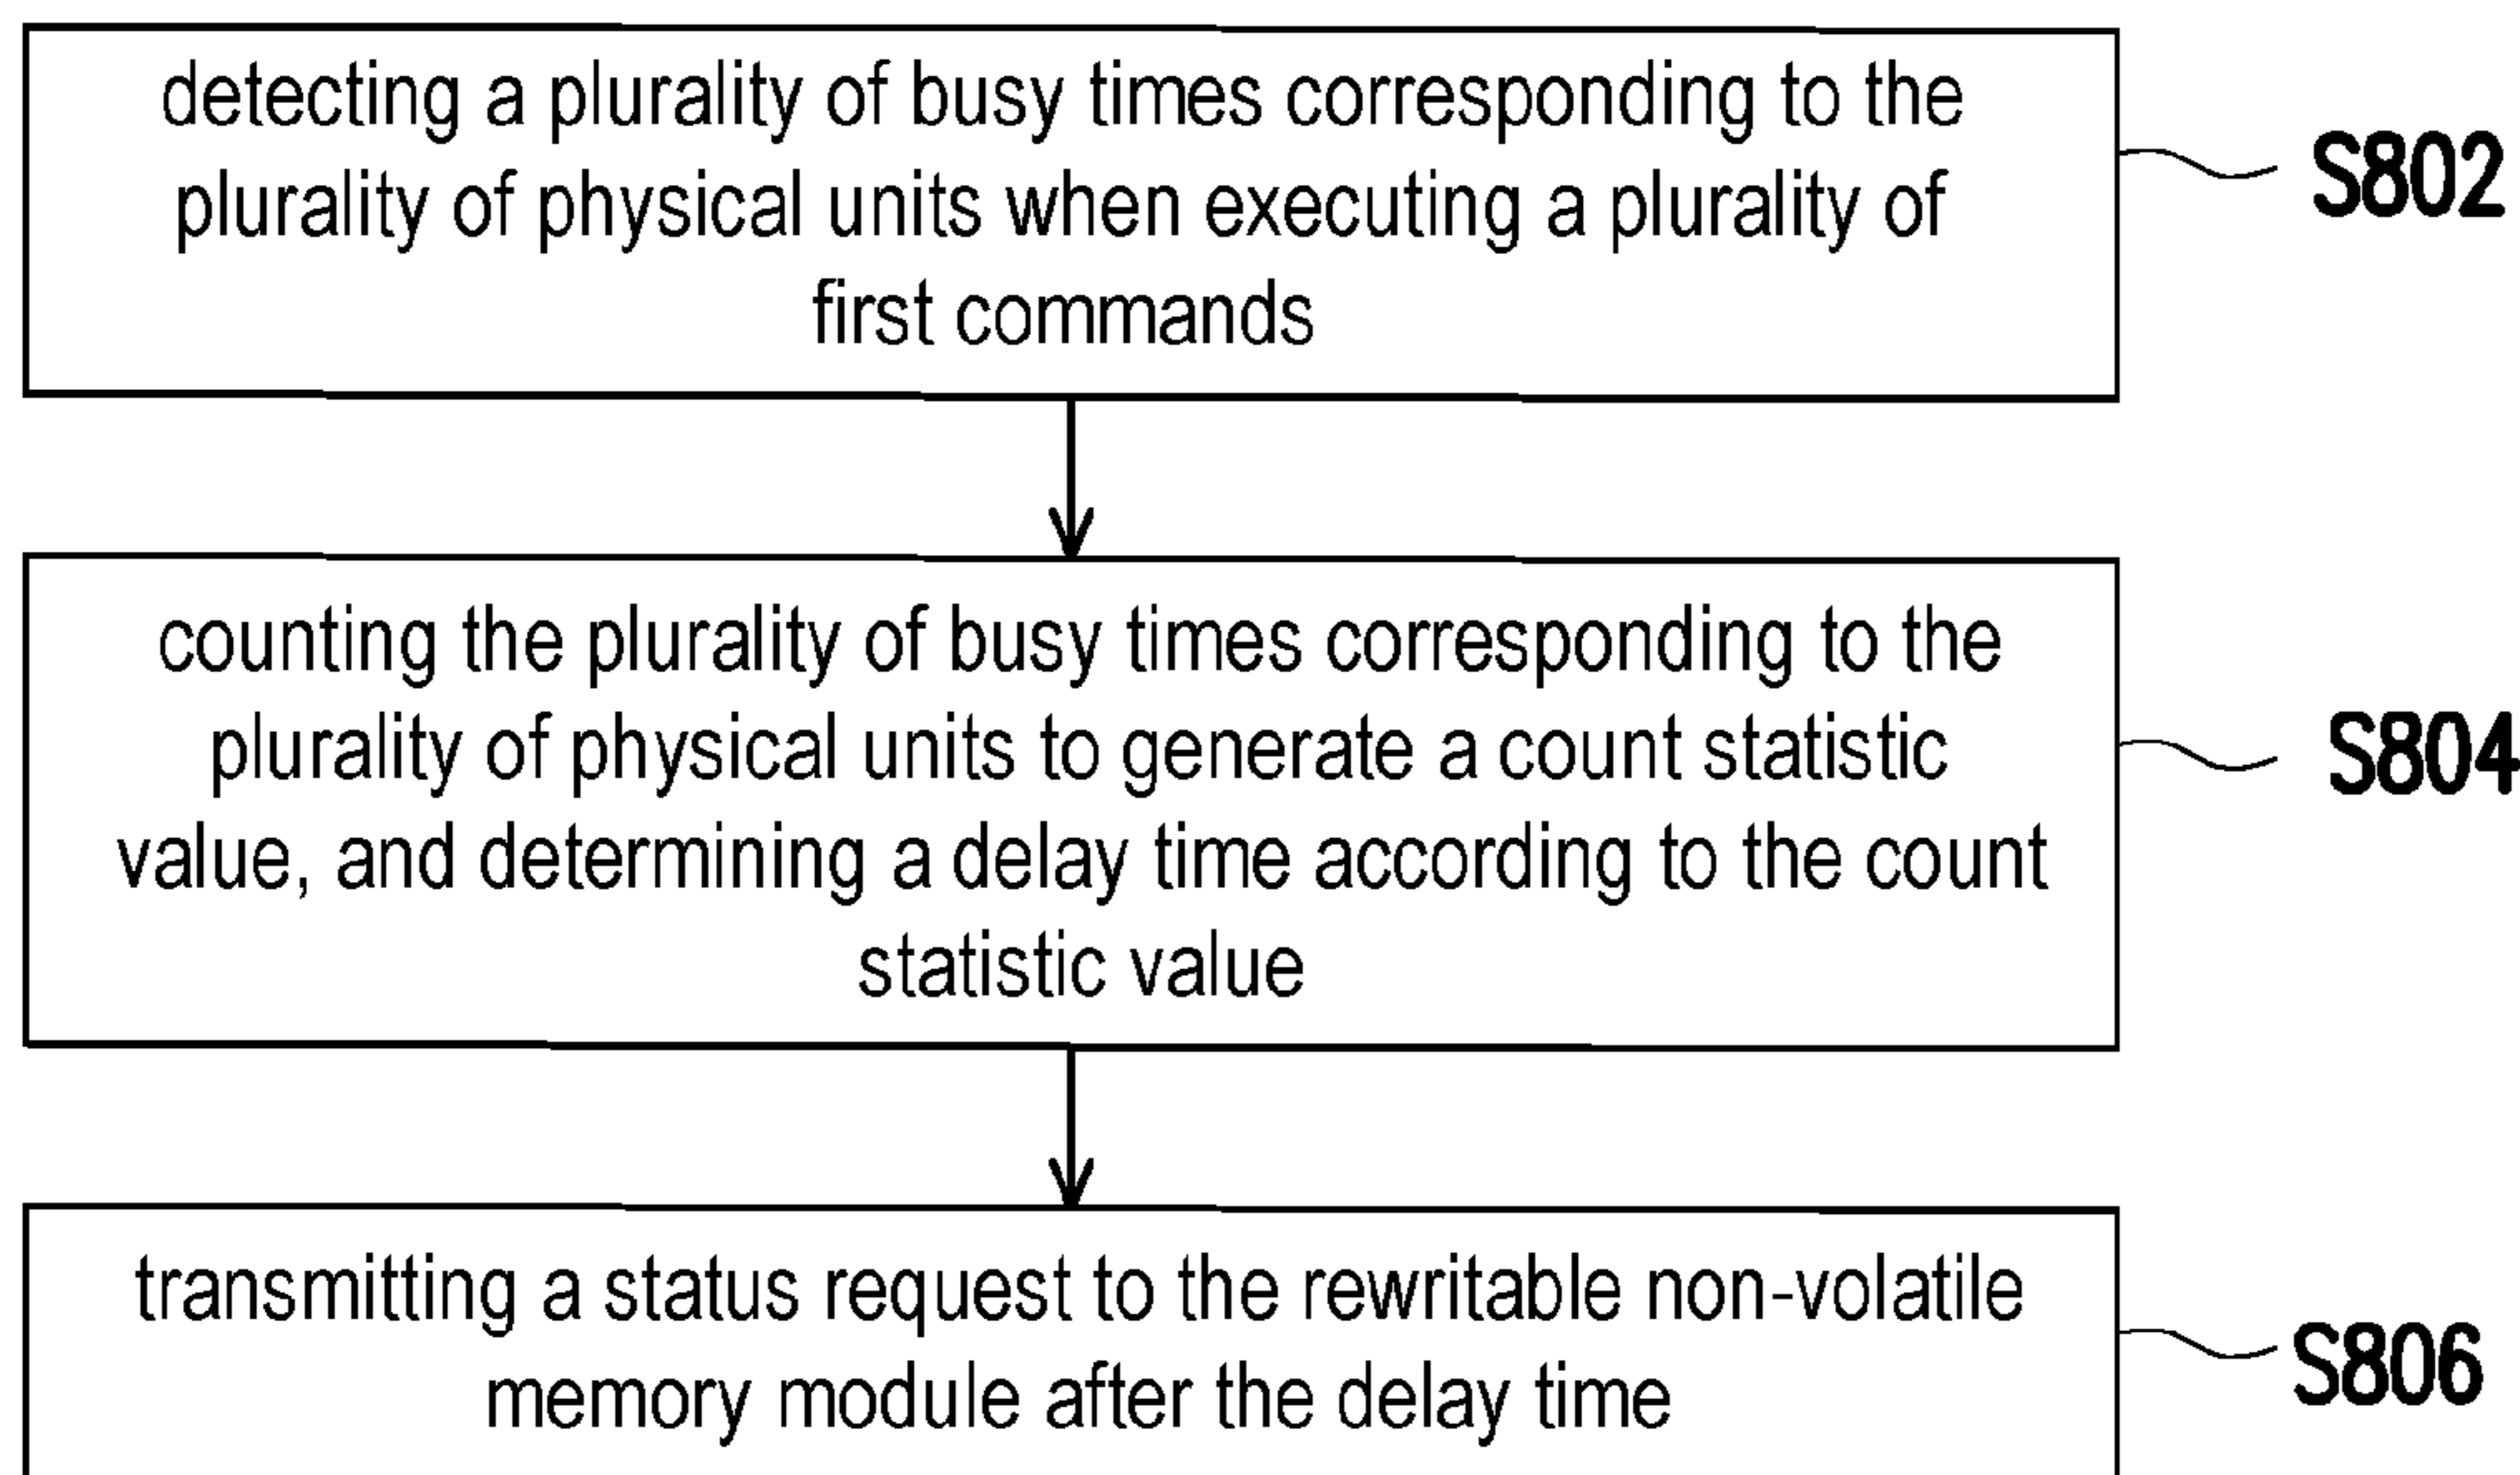 detecting a plurality of busy times corresponding to the
plurality of physical units when executing a plurality of
first commands
S802
counting the plurality of busy times corresponding to the
plurality of physical units to generate a count statistic
value, and determining a delay time according to the count
statistic value
S804
transmitting a status request to the rewritable non-volatile
memory module after the delay time
S806